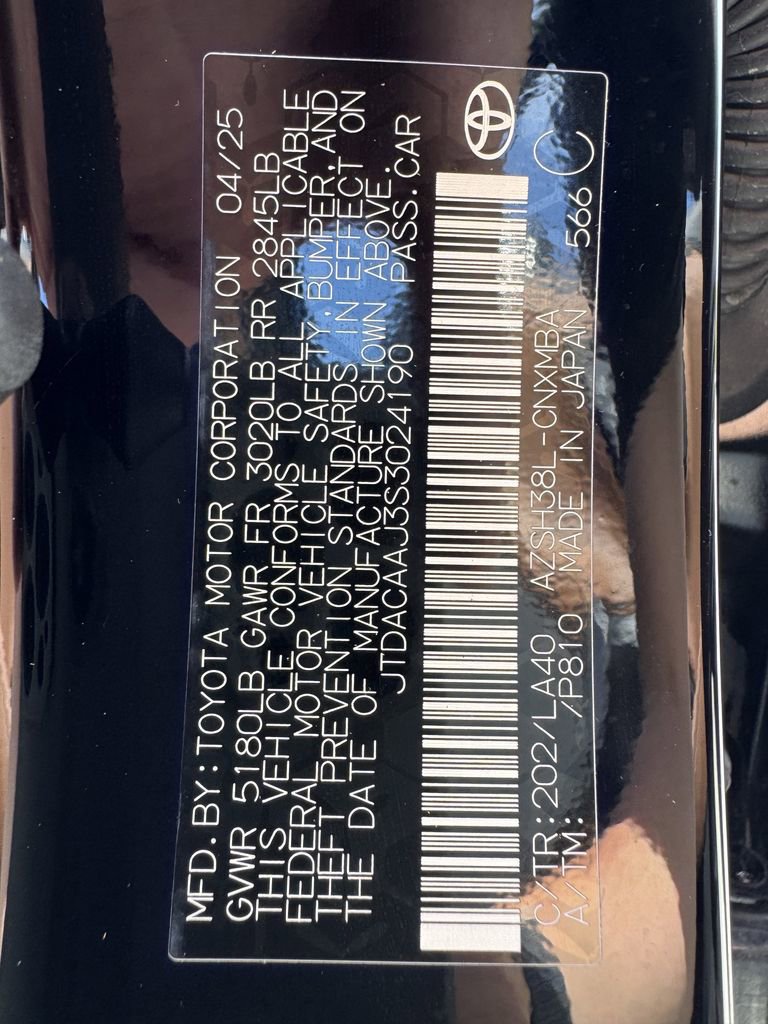 MFD.BY:TOYOTA MOTOR CORPORATION 04/25
GVWR 5180LB GAWR FR 3020LB RR 2845LB
THIS VEHICLE CONFORMS TO ALL APPLICABLE
FEDERAL MOTOR VEHICLE SAFETY,BUMPER,AND
THEFT PREVENTION STANDARDS IN EFFECT ON
THE DATE OF MANUFACTURE SHOWN ABOVE.
JTDACAAJ3S3024190 PASS.CAR
C/TR:202/LA40 AZSH38L-CNXMBA
A/TM: /P810 MADE IN JAPAN 566 C